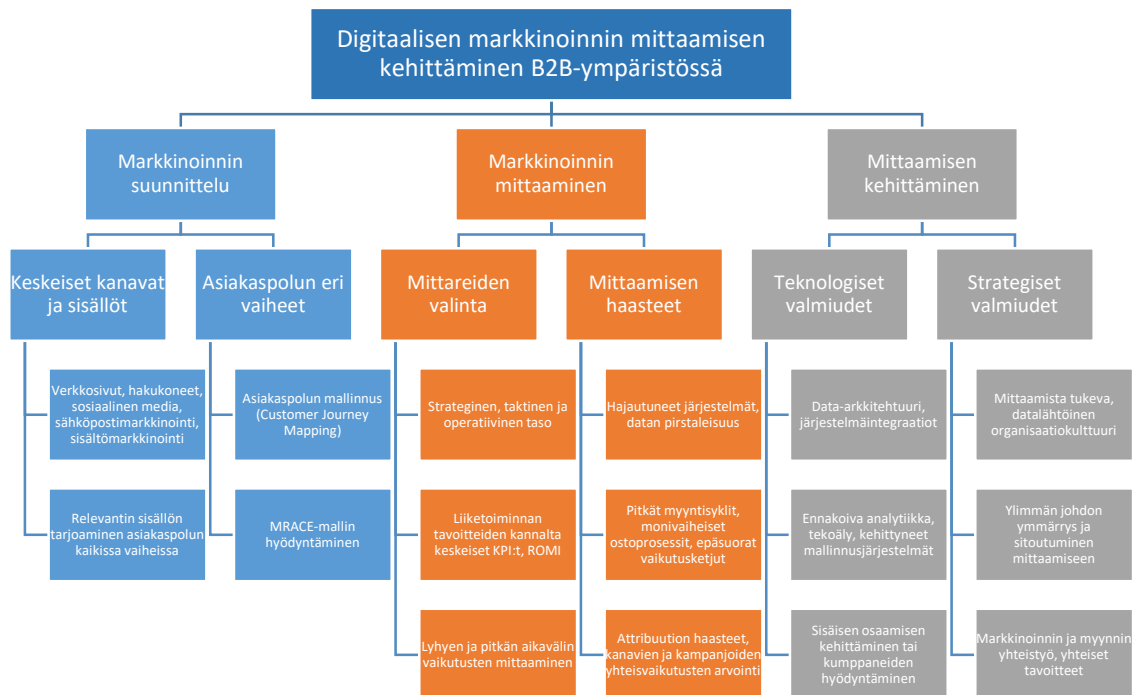 Digitaalisen markkinoinnin mittaamisen
kehittäminen B2B-ympäristössä
Markkinoinnin
suunnittelu
Keskeiset kanavat
ja sisällöt
Verkkosivut, hakukoneet,
sosiaalinen media,
sähköpostimarkkinointi,
sisältömarkkinointi
Relevantin sisällön
tarjoaminen asiakaspolun
kaikissa vaiheissa
Asiakaspolun eri
vaiheet
Asiakaspolun mallinnus
(Customer Journey
Mapping)
MRACE-mallin
hyödyntäminen
Markkinoinnin
mittaaminen
Mittareiden
valinta
Strateginen, taktinen ja
operatiivinen taso
Liiketoiminnan
tavoitteiden kannalta
keskeiset KPI:t, ROMI
Lyhyen ja pitkän aikavälin
vaikutusten mittaaminen
Mittaamisen
haasteet
Hajautuneet järjestelmät,
datan pirstaleisuus
Pitkät myyntisyklit,
monivaiheiset
ostoprosessit, epäsuorat
vaikutusketjut
Attribuution haasteet,
kanavien ja kampanjoiden
yhteisvaikutusten arvointi
Mittaamisen
kehittäminen
Teknologiset
valmiudet
Data-arkkitehtuuri,
järjestelmäintegraatiot
Ennakoiva analytiikka,
tekoäly, kehittyneet
mallinnusjärjestelmät
Sisäisen osaamisen
kehittäminen tai
kumppaneiden
hyödyntäminen
Strategiset
valmiudet
Mittaamista tukeva,
datalähtöinen
organisaatiokulttuuri
Ylimmän johdon
ymmärrys ja
sitoutuminen
mittaamiseen
Markkinoinnin ja myynnin
yhteistyö, yhteiset
tavoitteet